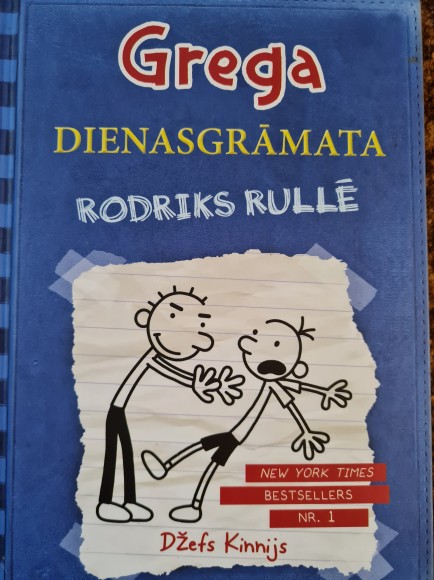 Grega
DIENASGRĀMATA
RODRIKS RULLĒ
NEW YORK TIMES
BESTSELLERS
NR. 1
Džefs Kinnijs